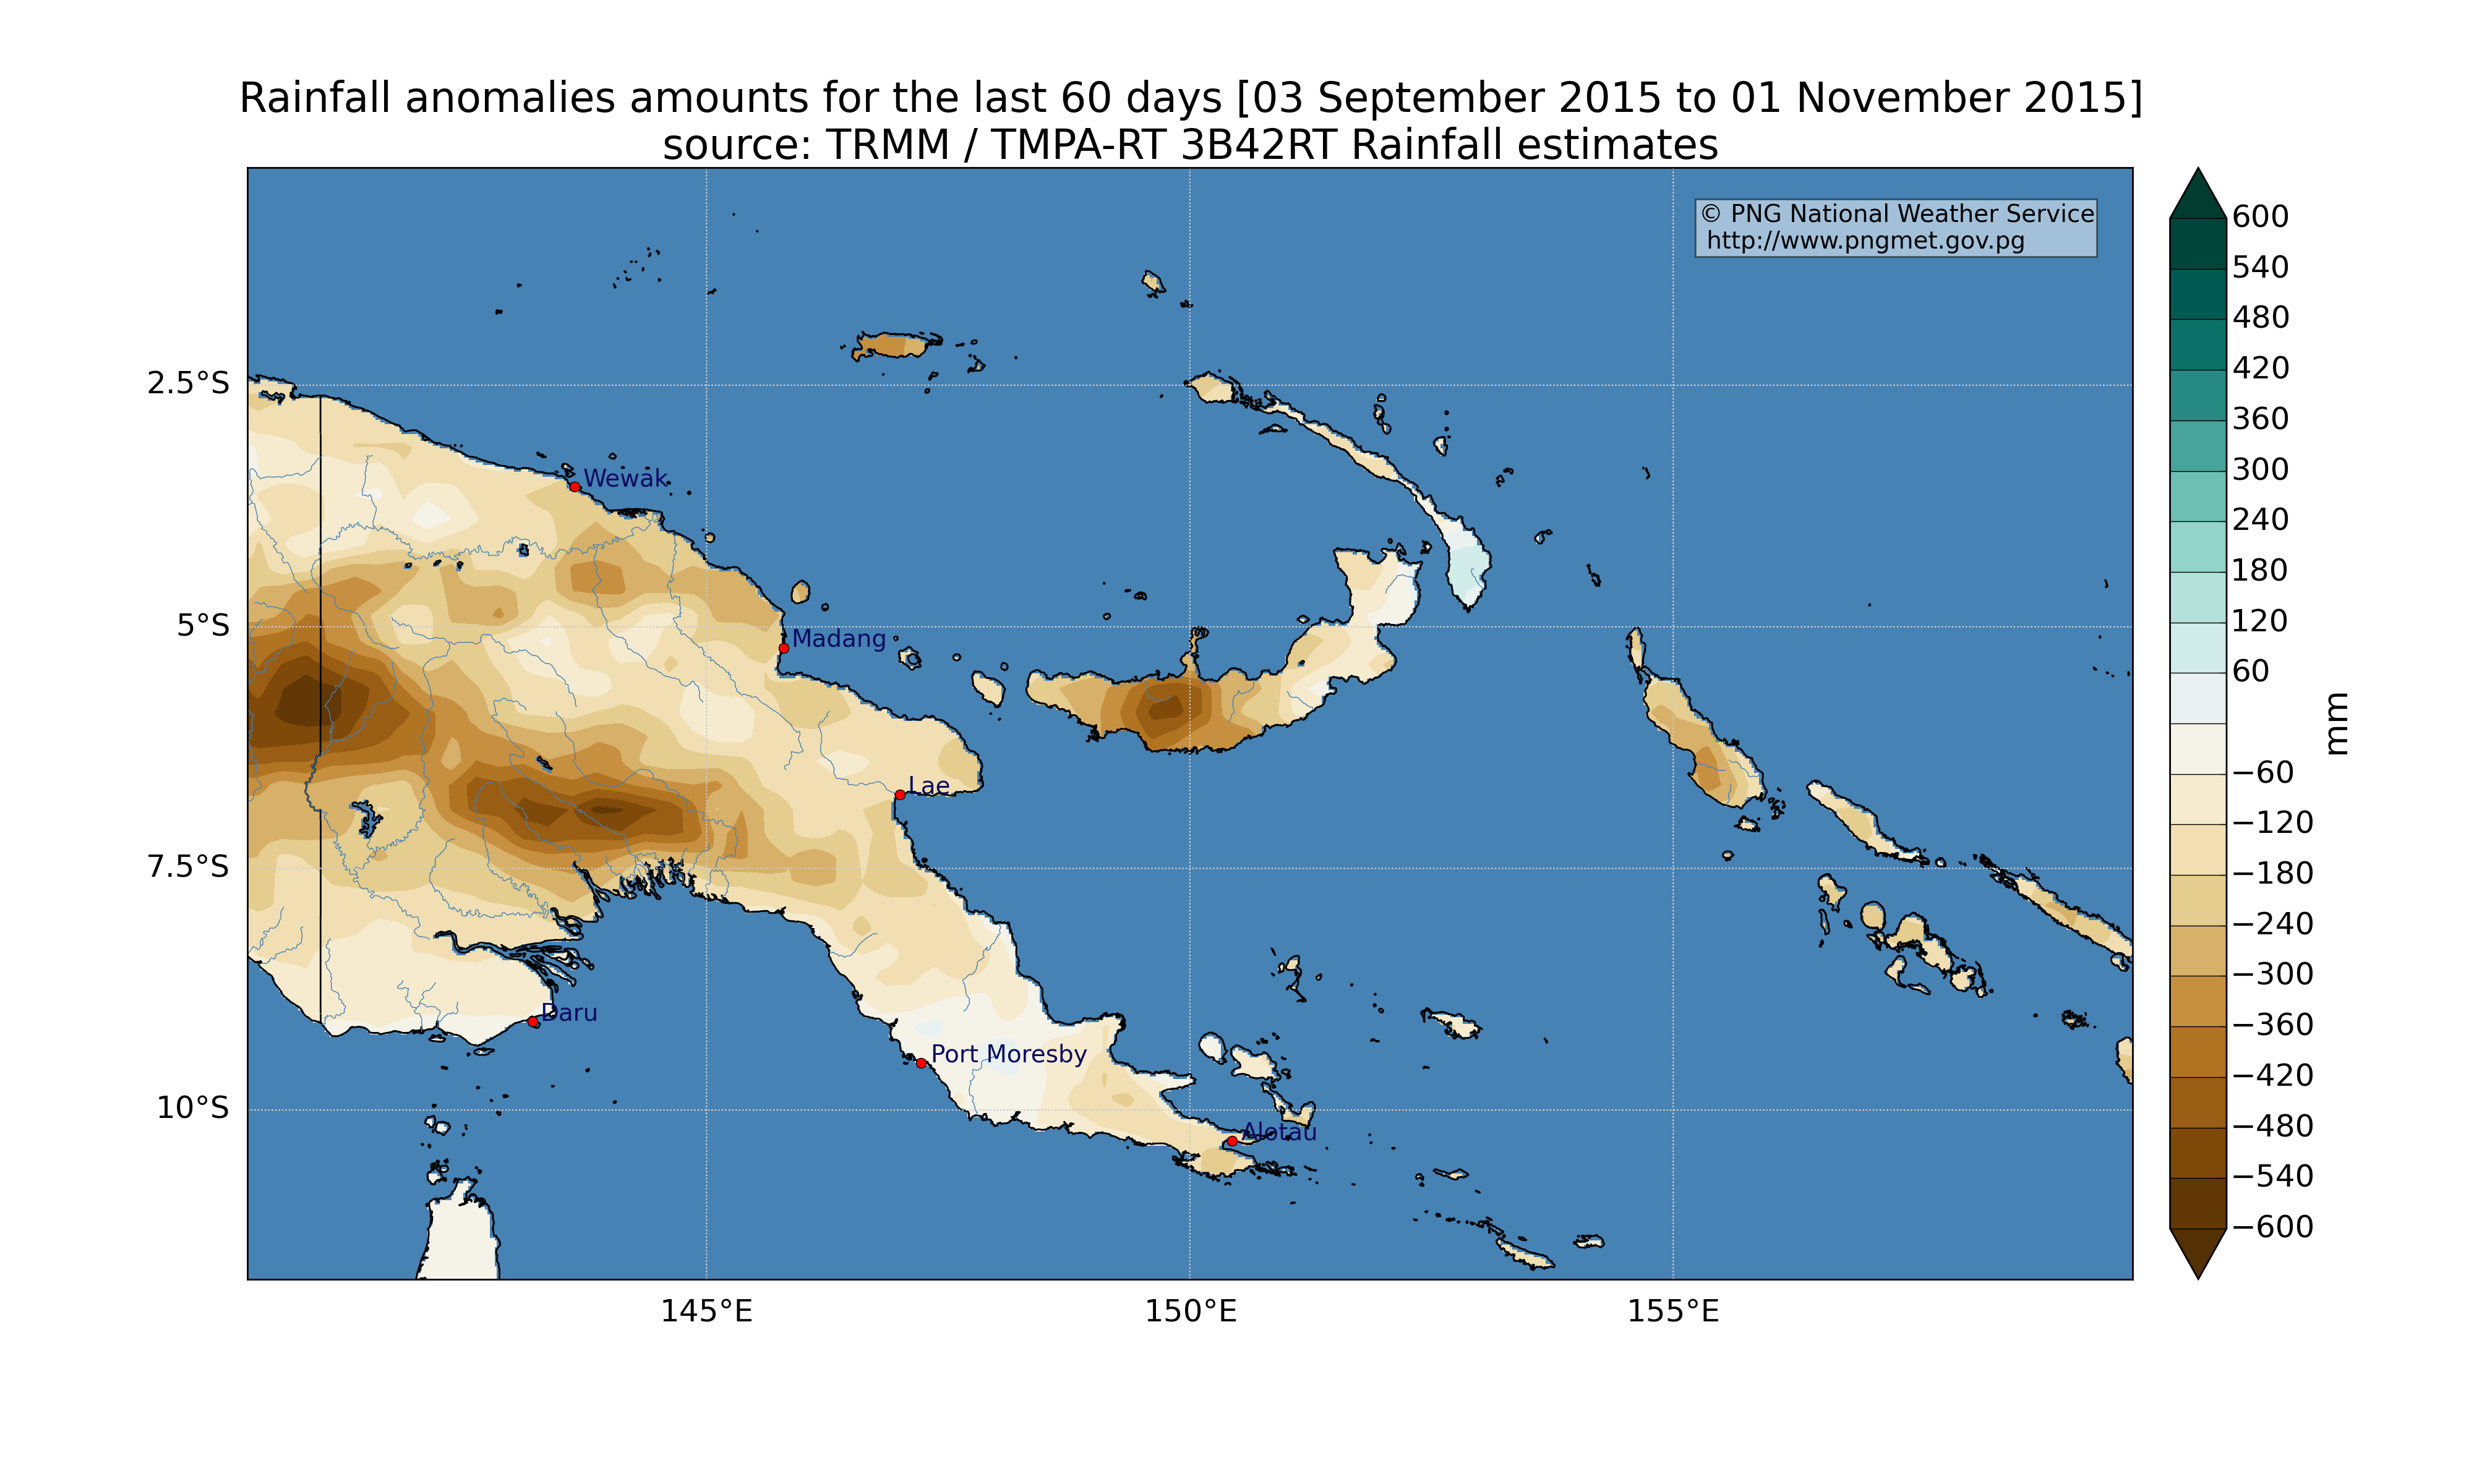 Rainfall anomalies amounts for the last 60 days [03 September 2015 to 01 November 2015]
source: TRMM / TMPA-RT 3B42RT Rainfall estimates
© PNG National Weather Service
http://www.pngmet.gov.pg
2.5°S
5°S
7.5°S
10°S
145°E
150°E
155°E
Wewak
Madang
Lae
Daru
Port Moresby
Alotau
600
540
480
420
360
300
240
180
120
60
−60
−120
−180
−240
−300
−360
−420
−480
−540
−600
mm